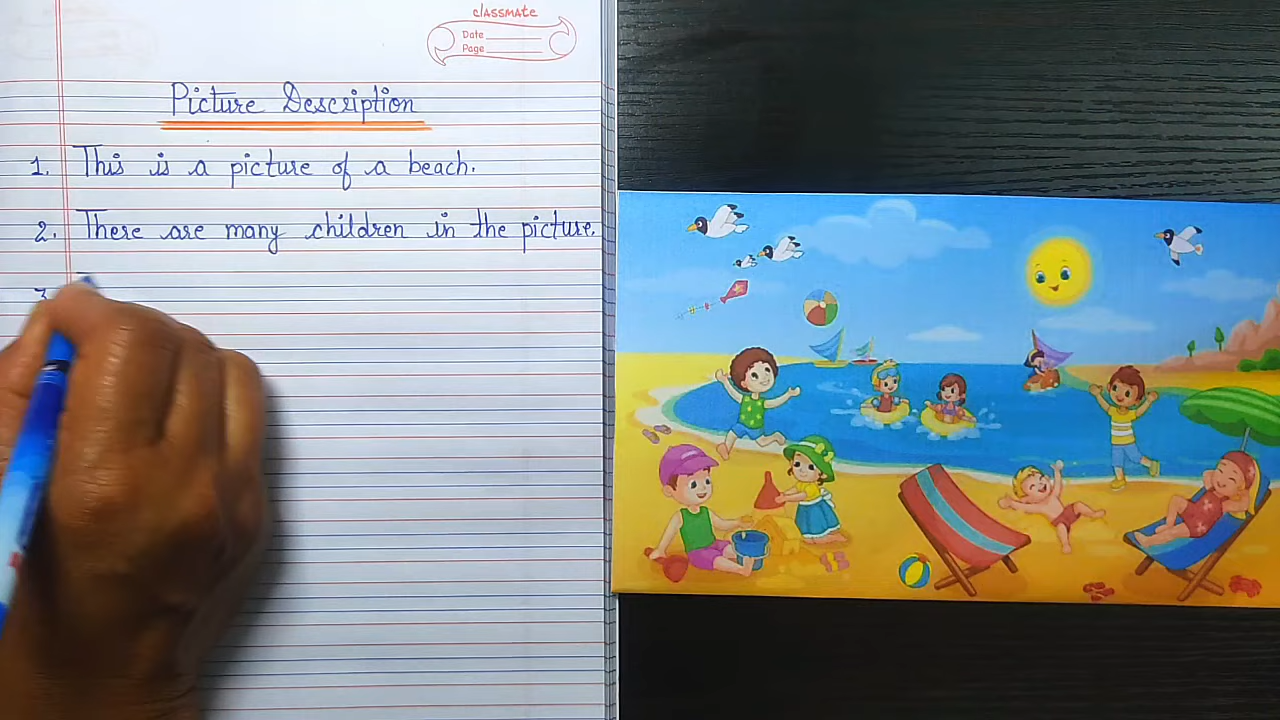 classmate
Date
Page
Picture Description
1. This is a picture of a beach.
2. There are many children in the picture.
3